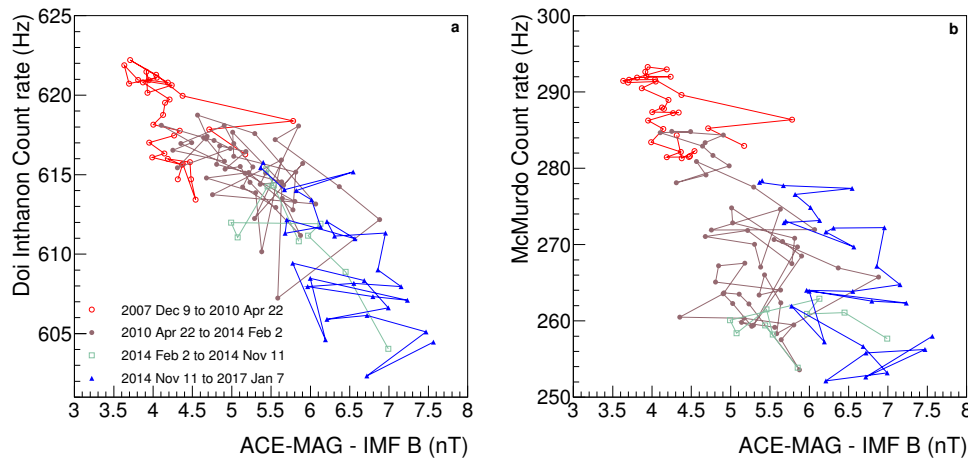 Doi Inthanon Count rate (Hz)
625
620
615
610
605
a
2007 Dec 9 to 2010 Apr 22
2010 Apr 22 to 2014 Feb 2
2014 Feb 2 to 2014 Nov 11
2014 Nov 11 to 2017 Jan 7
3 3.5 4 4.5 5 5.5 6 6.5 7 7.5 8
ACE-MAG - IMF B (nT)
McMurdo Count rate (Hz)
300
290
280
270
260
250
b
3 3.5 4 4.5 5 5.5 6 6.5 7 7.5 8
ACE-MAG - IMF B (nT)